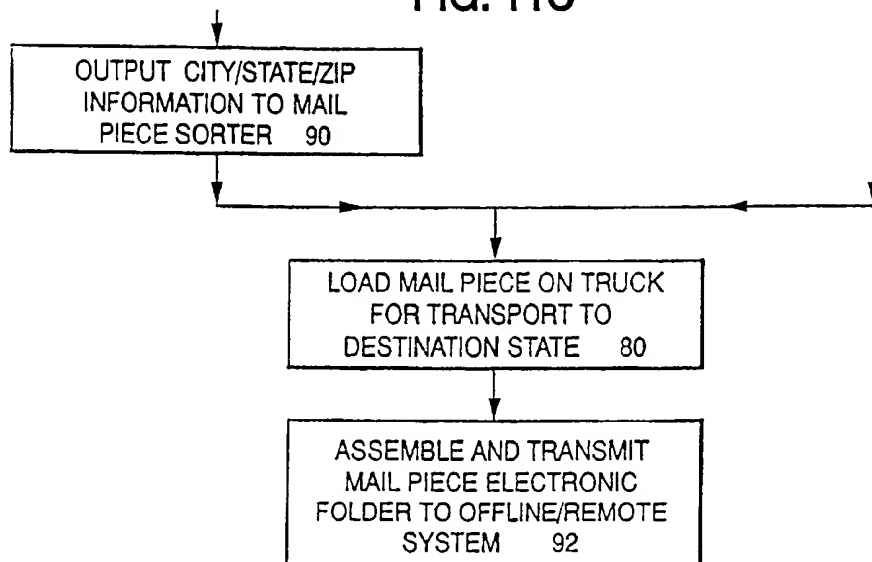 OUTPUT CITY/STATE/ZIP
INFORMATION TO MAIL
PIECE SORTER 90
LOAD MAIL PIECE ON TRUCK
FOR TRANSPORT TO
DESTINATION STATE 80
ASSEMBLE AND TRANSMIT
MAIL PIECE ELECTRONIC
FOLDER TO OFFLINE/REMOTE
SYSTEM 92